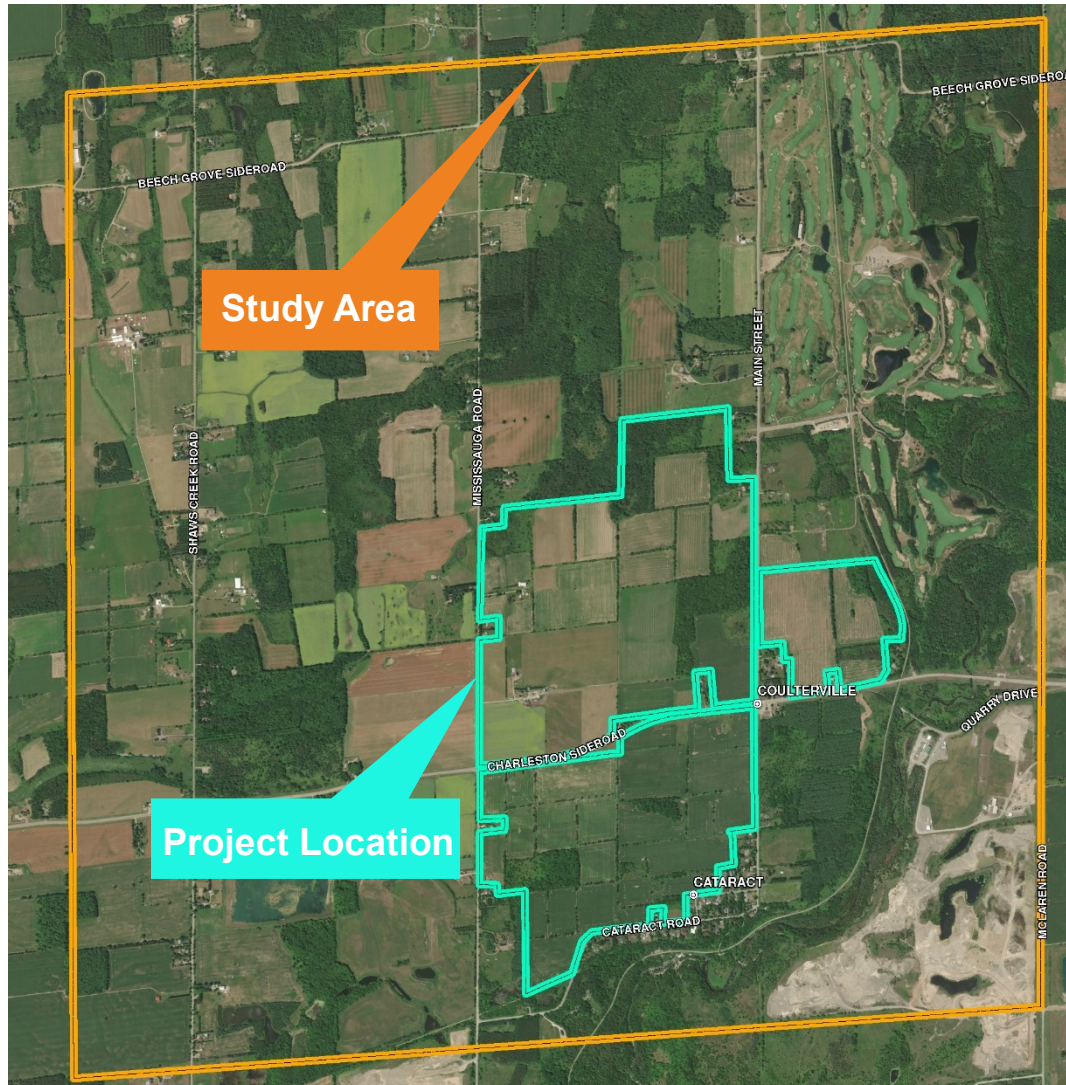 BEECH GROVE SIDEROA
BEECH GROVE SIDEROAD
Study Area
MAIN STREET
MISSISSAUGA ROAD
SHAWS CREEK ROAD
COULTERVILLE
QUARRY DRIVE
CHARLESTON SIDEROAD
Project Location
CATARACT
MCLAREN ROAD
CATARACT ROAD